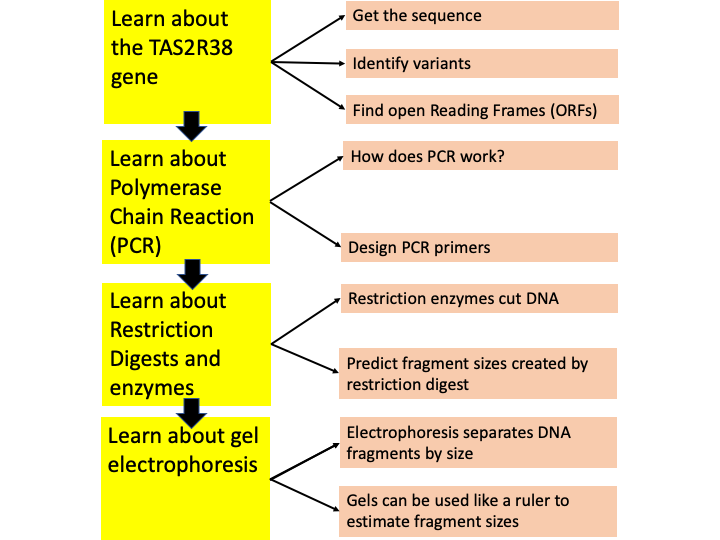 Learn about
the TAS2R38
gene
Get the sequence
Identify variants
Find open Reading Frames (ORFs)
Learn about
Polymerase
Chain Reaction
(PCR)
How does PCR work?
Design PCR primers
Learn about
Restriction
Digests and
enzymes
Restriction enzymes cut DNA
Predict fragment sizes created by
restriction digest
Learn about gel
electrophoresis
Electrophoresis separates DNA
fragments by size
Gels can be used like a ruler to
estimate fragment sizes